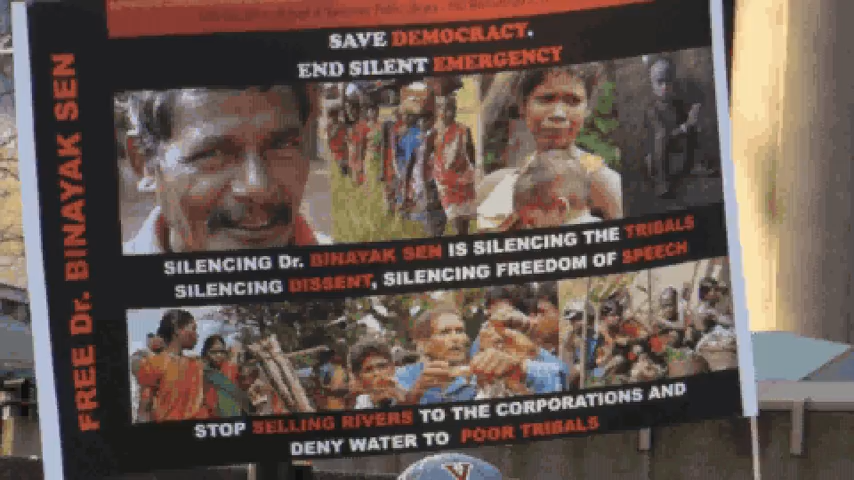 SAVE DEMOCRACY.
END SILENT EMERGENCY
FREE Dr. BINAYAK SEN
SILENCING Dr. BINAYAK SEN IS SILENCING THE TRIBALS
SILENCING DISSENT, SILENCING FREEDOM OF SPEECH
STOP SELLING RIVERS TO THE CORPORATIONS AND
DENY WATER TO POOR TRIBALS
V